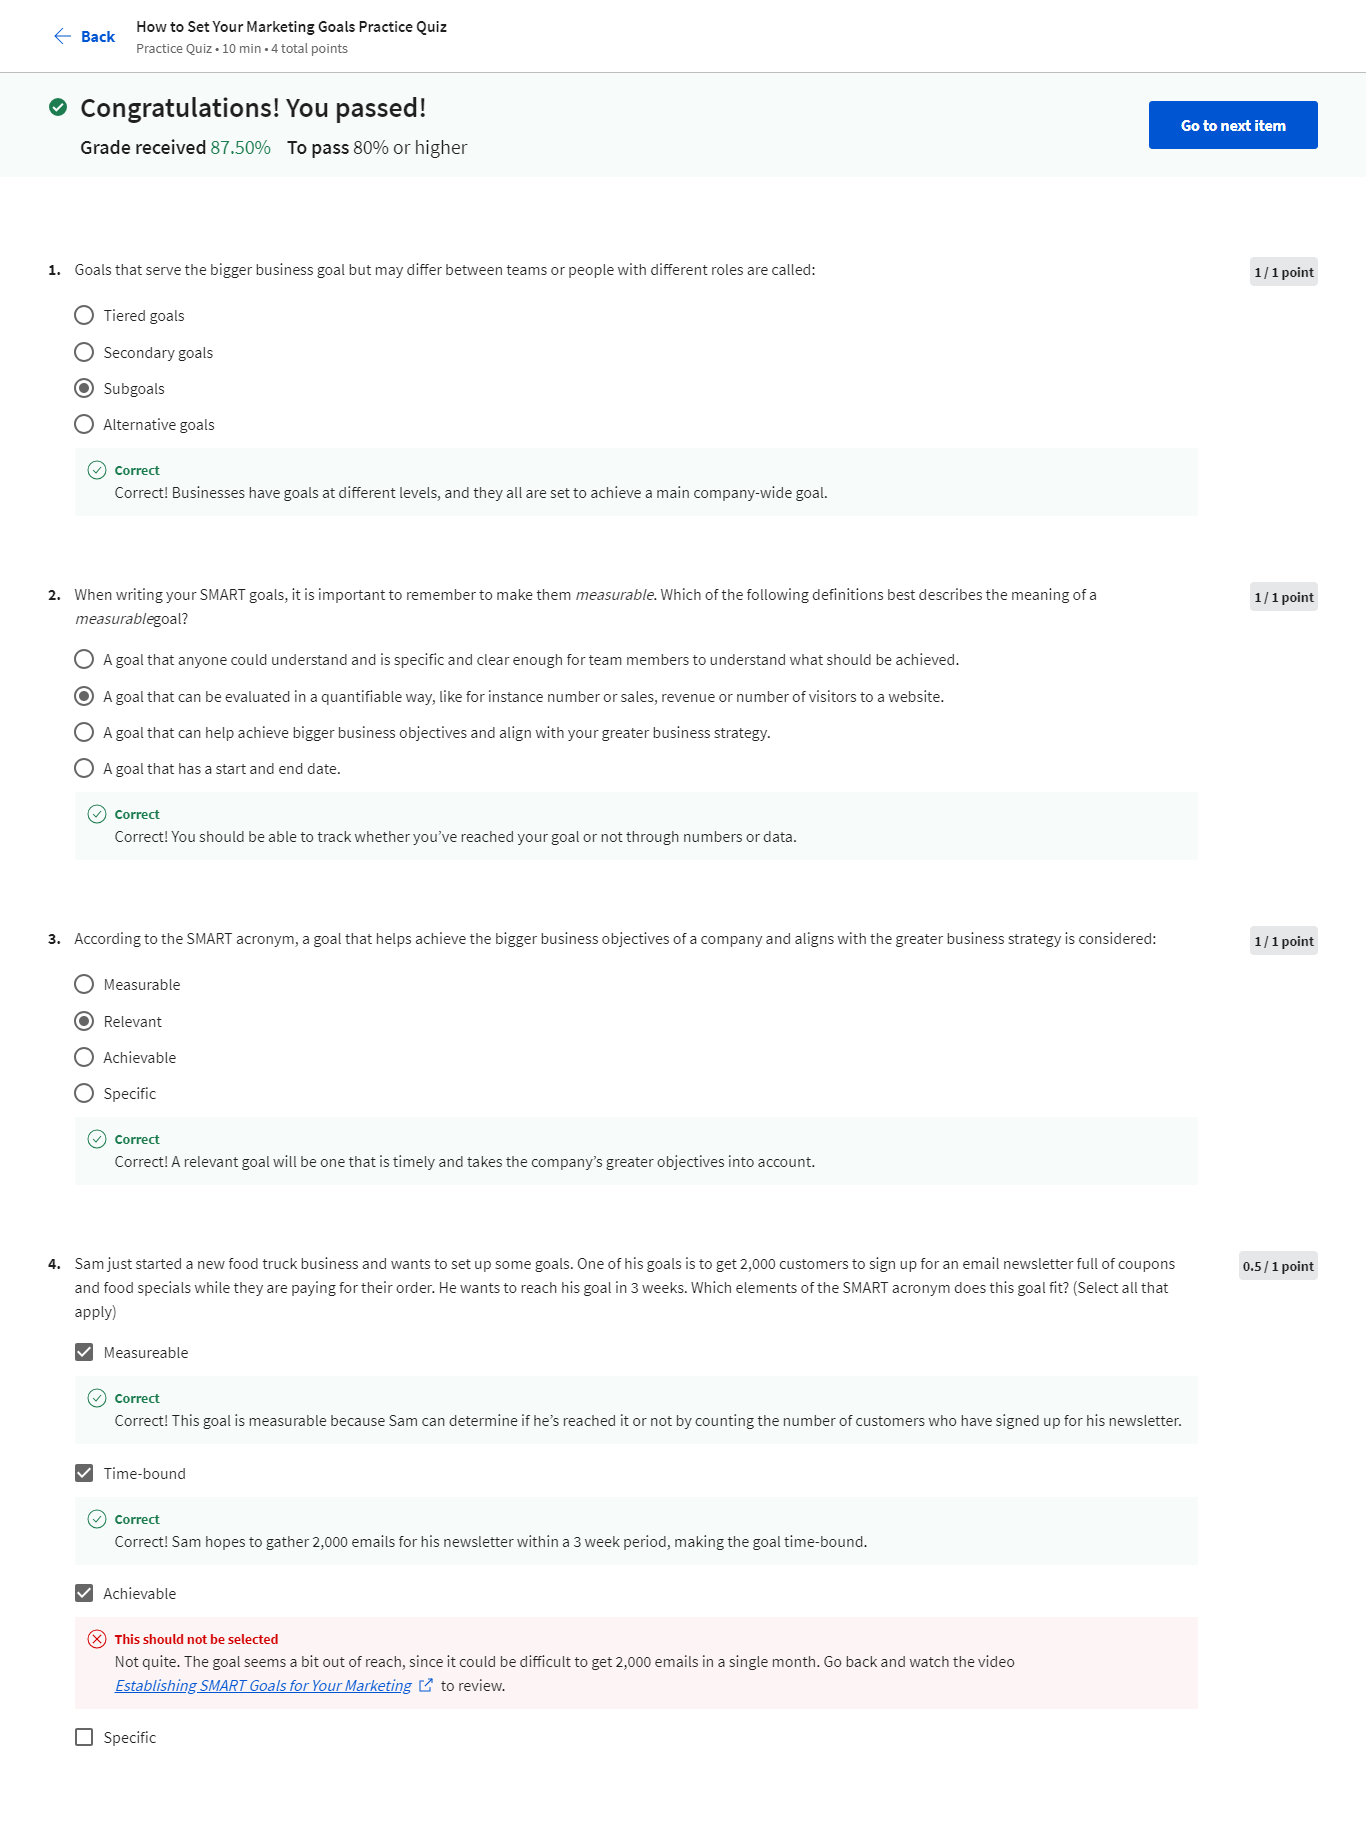 Back
How to Set Your Marketing Goals Practice Quiz
Practice Quiz • 10 min • 4 total points
Congratulations! You passed!
Grade received 87.50% To pass 80% or higher
Go to next item
1. Goals that serve the bigger business goal but may differ between teams or people with different roles are called:
1 / 1 point
Tiered goals
Secondary goals
Subgoals
Alternative goals
Correct
Correct! Businesses have goals at different levels, and they all are set to achieve a main company-wide goal.
2. When writing your SMART goals, it is important to remember to make them measurable. Which of the following definitions best describes the meaning of a
measurablegoal?
1 / 1 point
A goal that anyone could understand and is specific and clear enough for team members to understand what should be achieved.
A goal that can be evaluated in a quantifiable way, like for instance number or sales, revenue or number of visitors to a website.
A goal that can help achieve bigger business objectives and align with your greater business strategy.
A goal that has a start and end date.
Correct
Correct! You should be able to track whether you’ve reached your goal or not through numbers or data.
3. According to the SMART acronym, a goal that helps achieve the bigger business objectives of a company and aligns with the greater business strategy is considered:
1 / 1 point
Measurable
Relevant
Achievable
Specific
Correct
Correct! A relevant goal will be one that is timely and takes the company’s greater objectives into account.
4. Sam just started a new food truck business and wants to set up some goals. One of his goals is to get 2,000 customers to sign up for an email newsletter full of coupons
and food specials while they are paying for their order. He wants to reach his goal in 3 weeks. Which elements of the SMART acronym does this goal fit? (Select all that
apply)
0.5 / 1 point
Measureable
Correct
Correct! This goal is measurable because Sam can determine if he’s reached it or not by counting the number of customers who have signed up for his newsletter.
Time-bound
Correct
Correct! Sam hopes to gather 2,000 emails for his newsletter within a 3 week period, making the goal time-bound.
Achievable
This should not be selected
Not quite. The goal seems a bit out of reach, since it could be difficult to get 2,000 emails in a single month. Go back and watch the video
Establishing SMART Goals for Your Marketing to review.
Specific